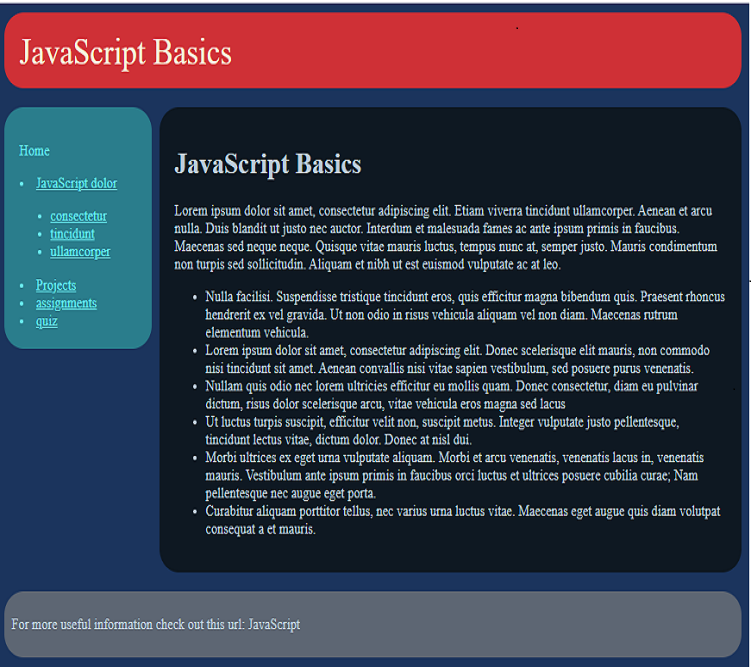 JavaScript Basics
Home
JavaScript dolor
consectetur
tincidunt
ullamcorper
Projects
assignments
quiz
JavaScript Basics
Lorem ipsum dolor sit amet, consectetur adipiscing elit. Etiam viverra tincidunt ullamcorper. Aenean et arcu
nulla. Duis blandit ut justo nec auctor. Interdum et malesuada fames ac ante ipsum primis in faucibus.
Maecenas sed neque neque. Quisque vitae mauris luctus, tempus nunc at, semper justo. Mauris condimentum
non turpis sed sollicitudin. Aliquam et nibh ut est euismod vulputate ac at leo.
Nulla facilisi. Suspendisse tristique tincidunt eros, quis efficitur magna bibendum quis. Praesent rhoncus
hendrerit ex vel gravida. Ut non odio in risus vehicula aliquam vel non diam. Maecenas rutrum
elementum vehicula.
Lorem ipsum dolor sit amet, consectetur adipiscing elit. Donec scelerisque elit mauris, non commodo
nisi tincidunt sit amet. Aenean convallis nisi vitae sapien vestibulum, sed posuere purus venenatis.
Nullam quis odio nec lorem ultricies efficitur eu mollis quam. Donec consectetur, diam eu pulvinar
dictum, risus dolor scelerisque arcu, vitae vehicula eros magna sed lacus
Ut luctus turpis suscipit, efficitur velit non, suscipit metus. Integer vulputate justo pellentesque,
tincidunt lectus vitae, dictum dolor. Donec at nisl dui.
Morbi ultrices ex eget urna vulputate aliquam. Morbi et arcu venenatis, venenatis lacus in, venenatis
mauris. Vestibulum ante ipsum primis in faucibus orci luctus et ultrices posuere cubilia curae; Nam
pellentesque nec augue eget porta.
Curabitur aliquam porttitor tellus, nec varius urna luctus vitae. Maecenas eget augue quis diam volutpat
consequat a et mauris.
For more useful information check out this url: JavaScript